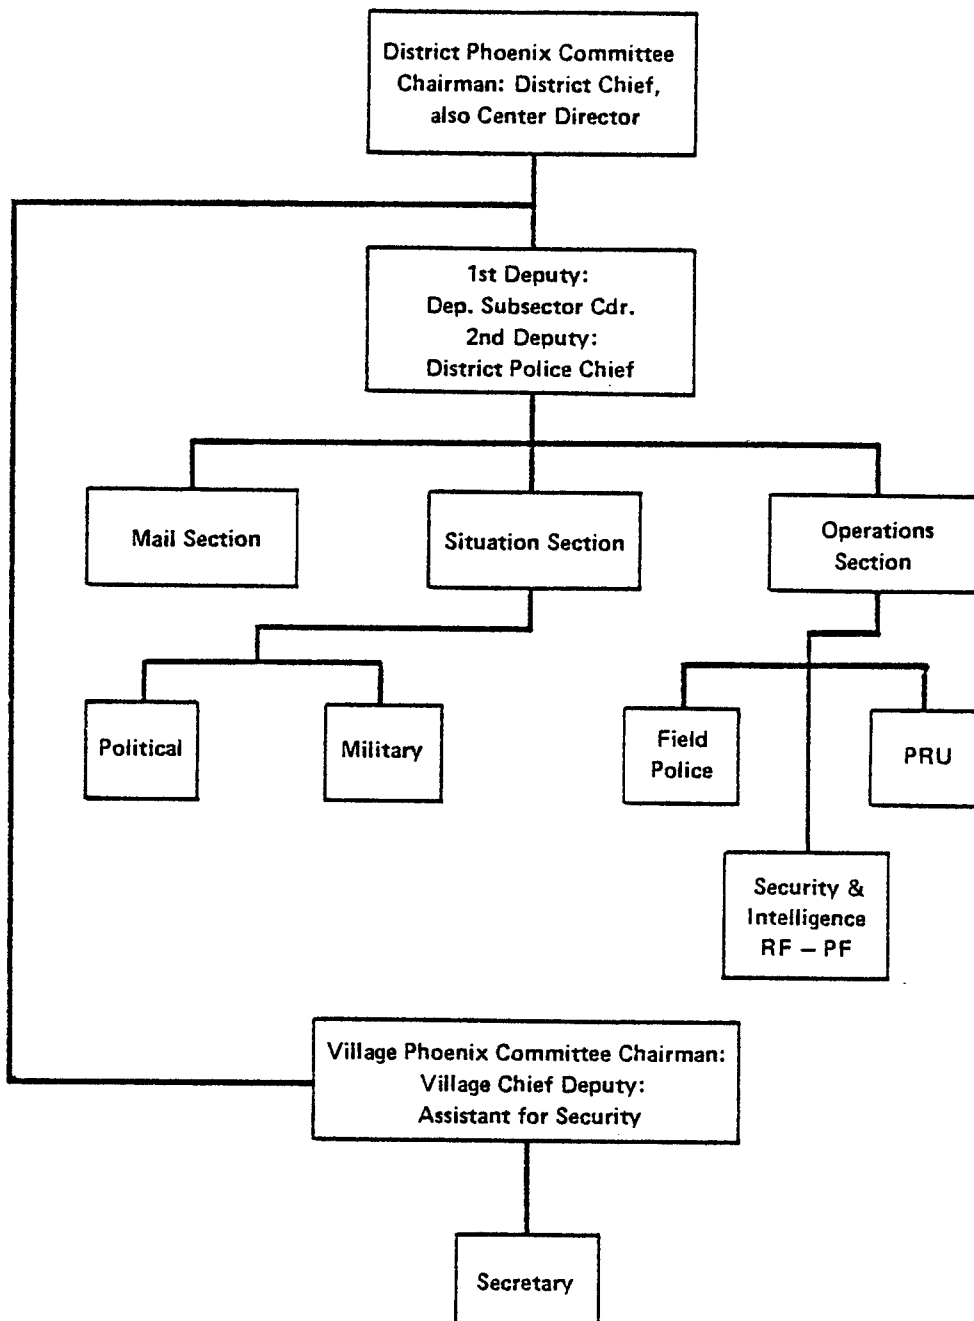 District Phoenix Committee
Chairman: District Chief,
also Center Director
1st Deputy:
Dep. Subsector Cdr.
2nd Deputy:
District Police Chief
Mail Section
Situation Section
Operations
Section
Political
Military
Field
Police
PRU
Security &
Intelligence
RF – PF
Village Phoenix Committee Chairman:
Village Chief Deputy:
Assistant for Security
Secretary